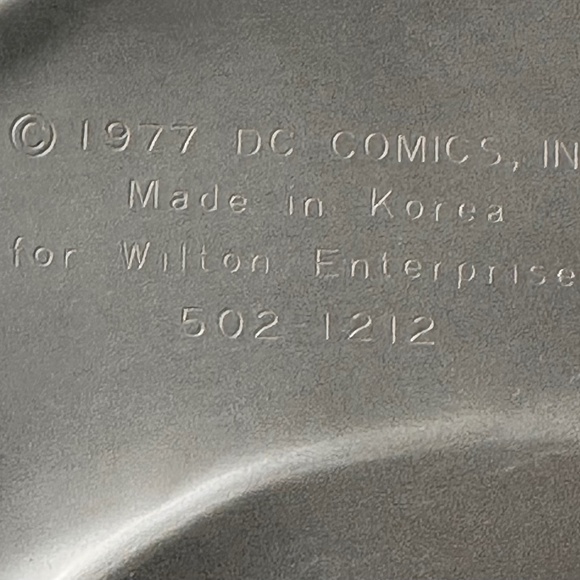 © 1977 DC COMICS, IN
Made in Korea
for Wilton Enterprise
502-1212